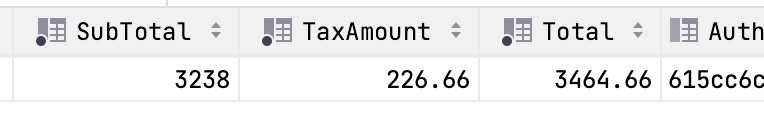 SubTotal TaxAmount Total Auth
3238 226.66 3464.66 615cc6c